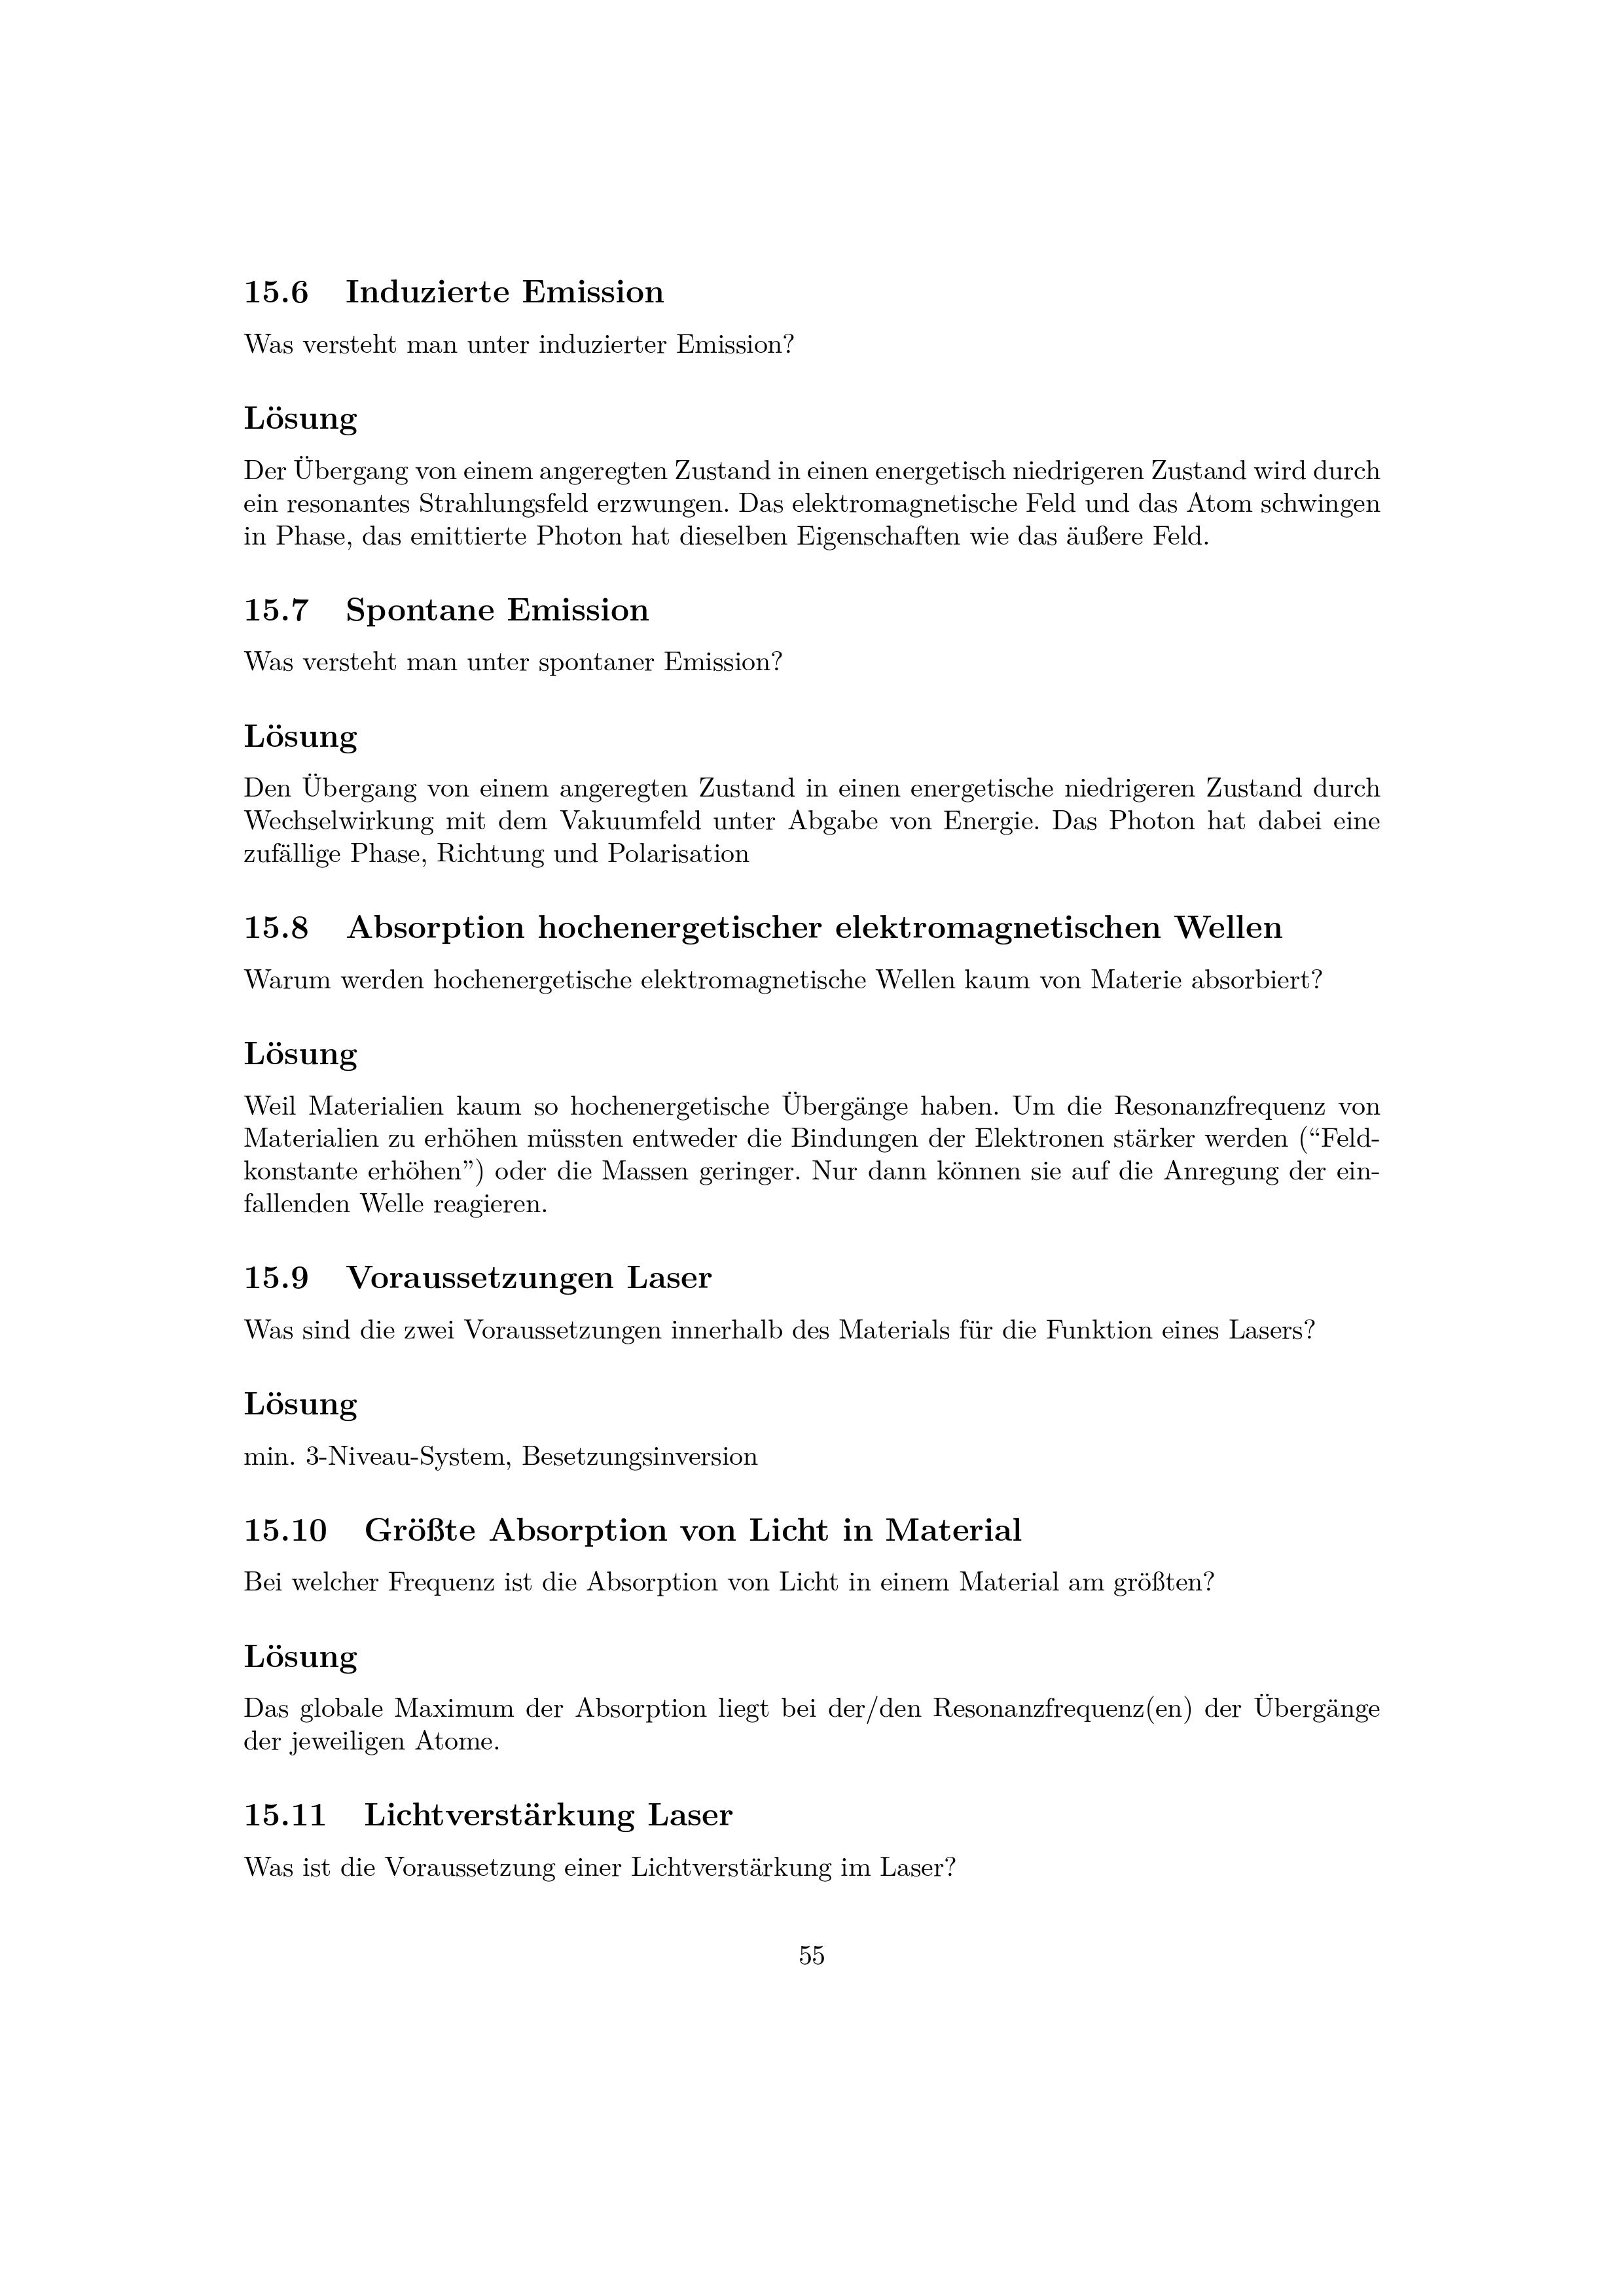 15.6 Induzierte Emission
Was versteht man unter induzierter Emission?
Lösung
Der Übergang von einem angeregten Zustand in einen energetisch niedrigeren Zustand wird durch
ein resonantes Strahlungsfeld erzwungen. Das elektromagnetische Feld und das Atom schwingen
in Phase, das emittierte Photon hat dieselben Eigenschaften wie das äußere Feld.
15.7 Spontane Emission
Was versteht man unter spontaner Emission?
Lösung
Den Übergang von einem angeregten Zustand in einen energetische niedrigeren Zustand durch
Wechselwirkung mit dem Vakuumfeld unter Abgabe von Energie. Das Photon hat dabei eine
zufällige Phase, Richtung und Polarisation
15.8 Absorption hochenergetischer elektromagnetischen Wellen
Warum werden hochenergetische elektromagnetische Wellen kaum von Materie absorbiert?
Lösung
Weil Materialien kaum so hochenergetische Übergänge haben. Um die Resonanzfrequenz von
Materialien zu erhöhen müssten entweder die Bindungen der Elektronen stärker werden (“Feld-
konstante erhöhen”) oder die Massen geringer. Nur dann können sie auf die Anregung der ein-
fallenden Welle reagieren.
15.9 Voraussetzungen Laser
Was sind die zwei Voraussetzungen innerhalb des Materials für die Funktion eines Lasers?
Lösung
min. 3-Niveau-System, Besetzungsinversion
15.10 Größte Absorption von Licht in Material
Bei welcher Frequenz ist die Absorption von Licht in einem Material am größten?
Lösung
Das globale Maximum der Absorption liegt bei der/den Resonanzfrequenz(en) der Übergänge
der jeweiligen Atome.
15.11 Lichtverstärkung Laser
Was ist die Voraussetzung einer Lichtverstärkung im Laser?
55